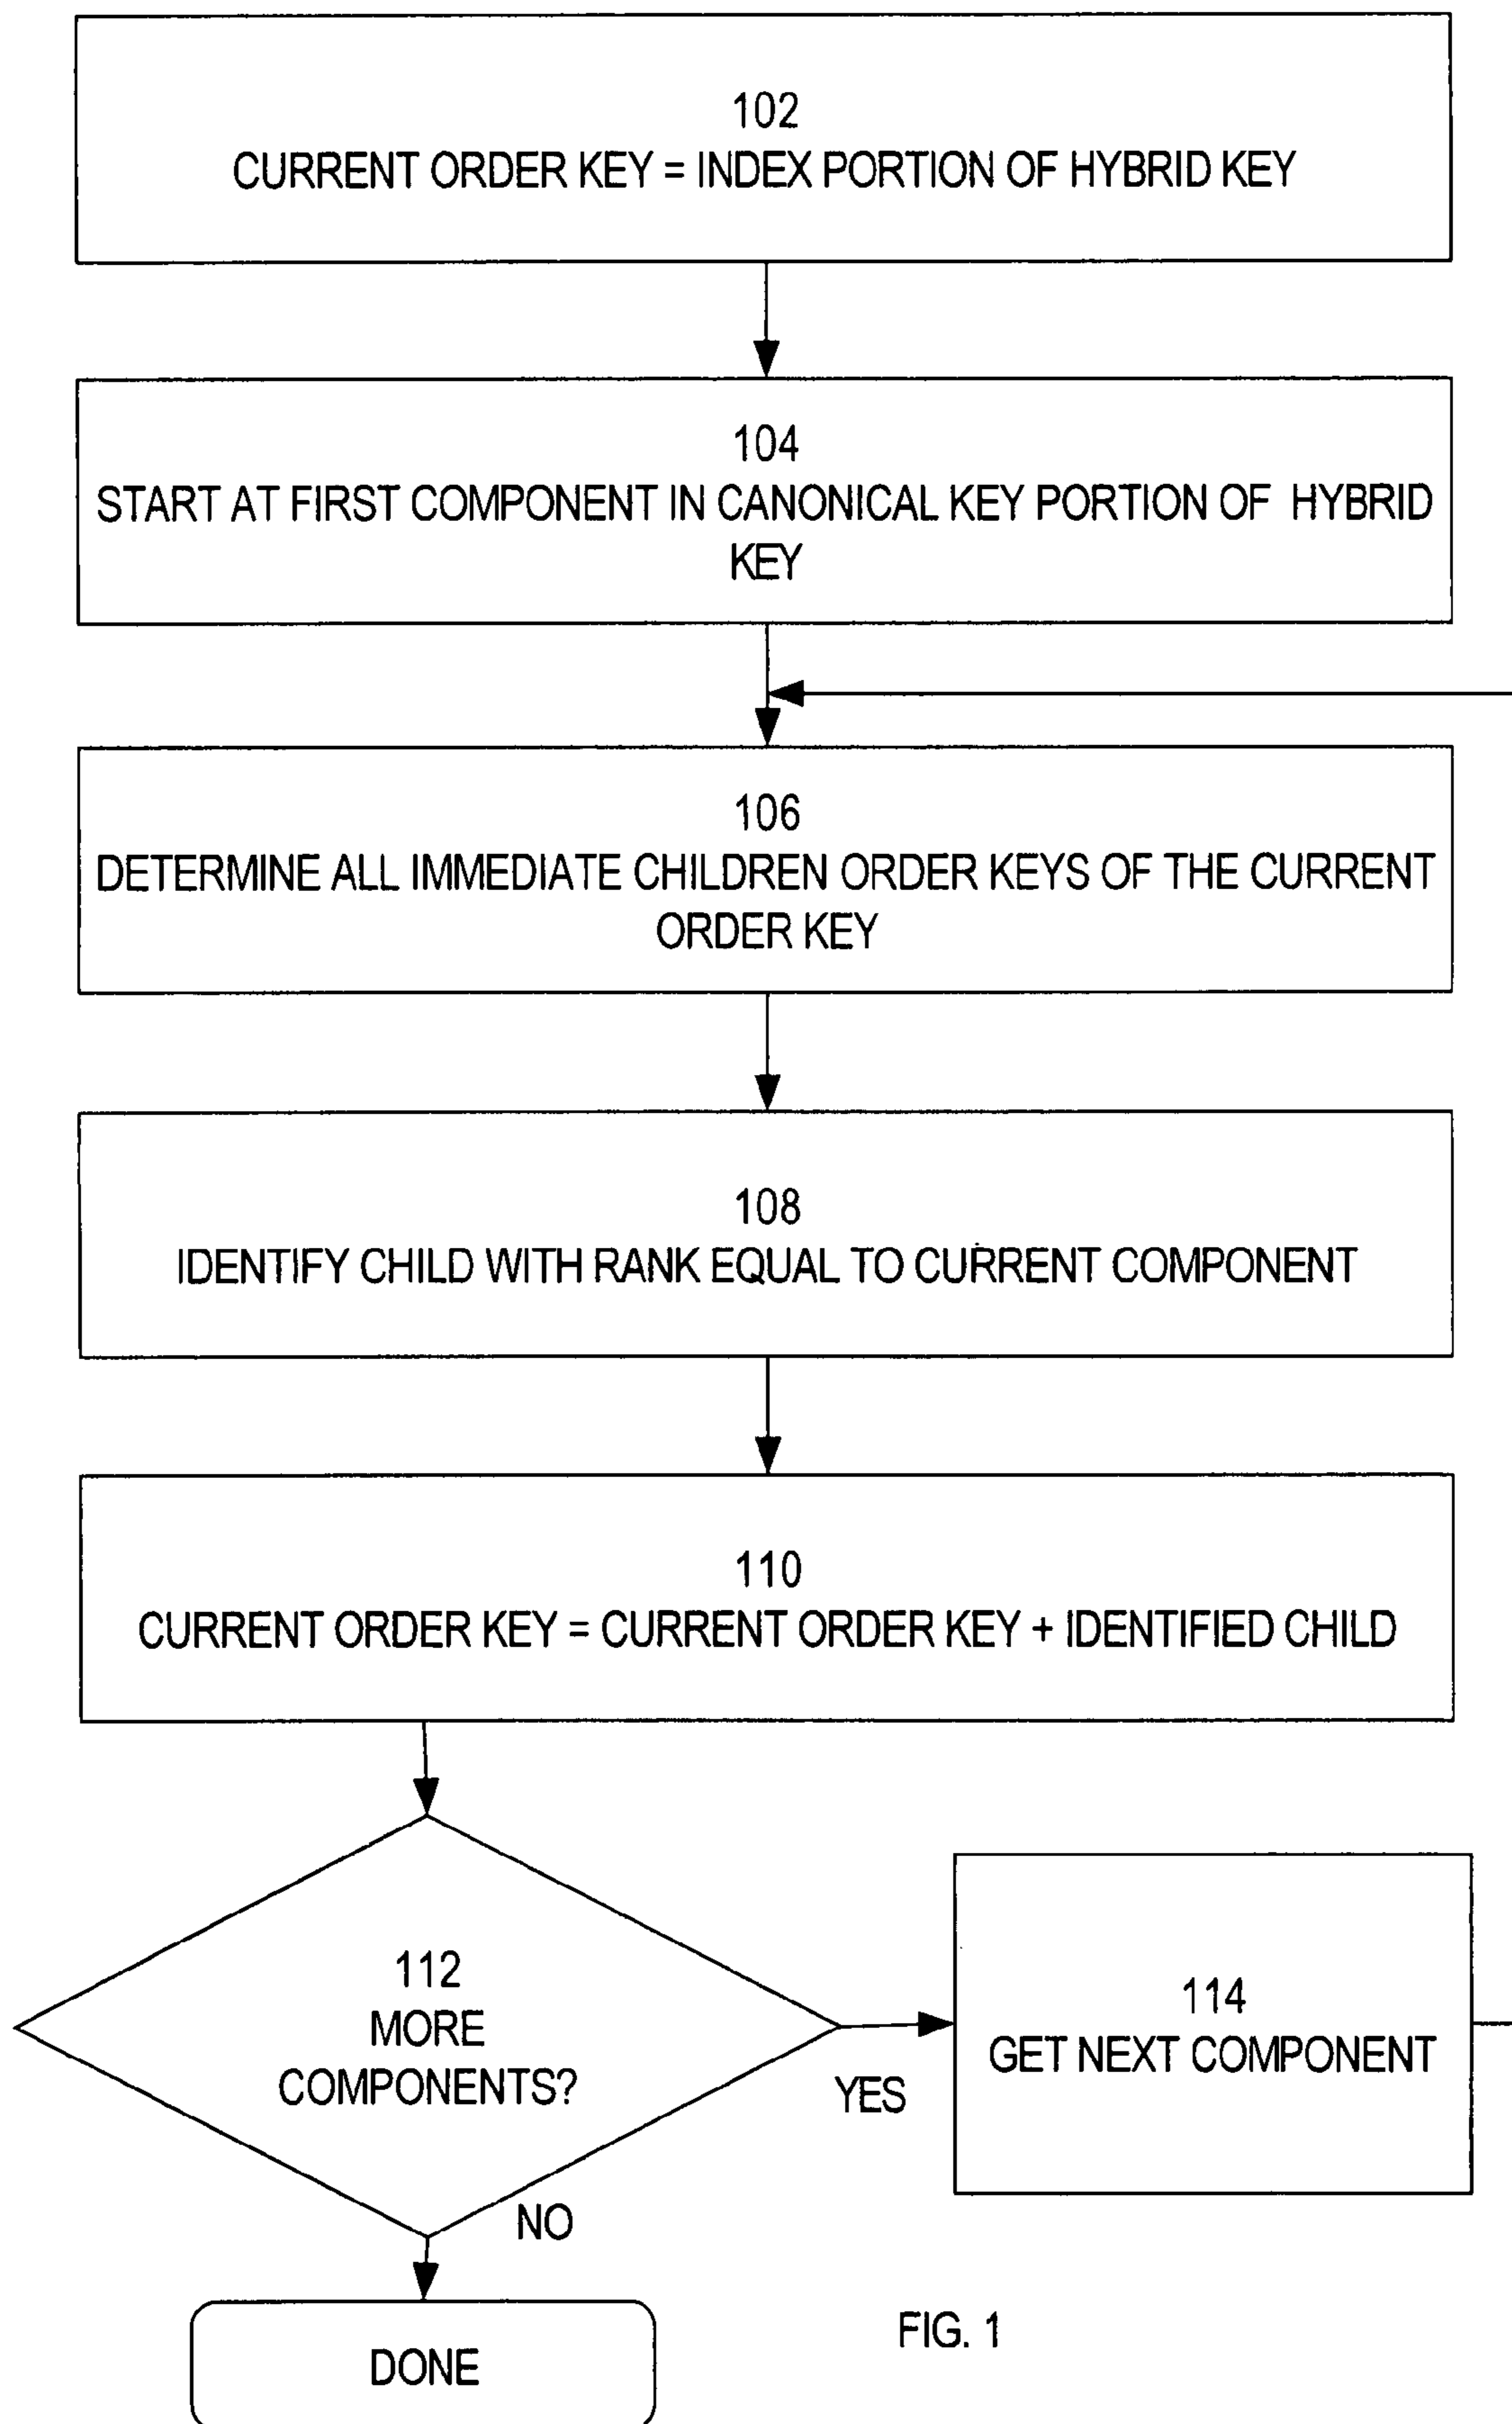 102
CURRENT ORDER KEY = INDEX PORTION OF HYBRID KEY
104
START AT FIRST COMPONENT IN CANONICAL KEY PORTION OF HYBRID
KEY
106
DETERMINE ALL IMMEDIATE CHILDREN ORDER KEYS OF THE CURRENT
ORDER KEY
108
IDENTIFY CHILD WITH RANK EQUAL TO CURRENT COMPONENT
110
CURRENT ORDER KEY = CURRENT ORDER KEY + IDENTIFIED CHILD
112
MORE
COMPONENTS?
YES
114
GET NEXT COMPONENT
NO
DONE
FIG. 1